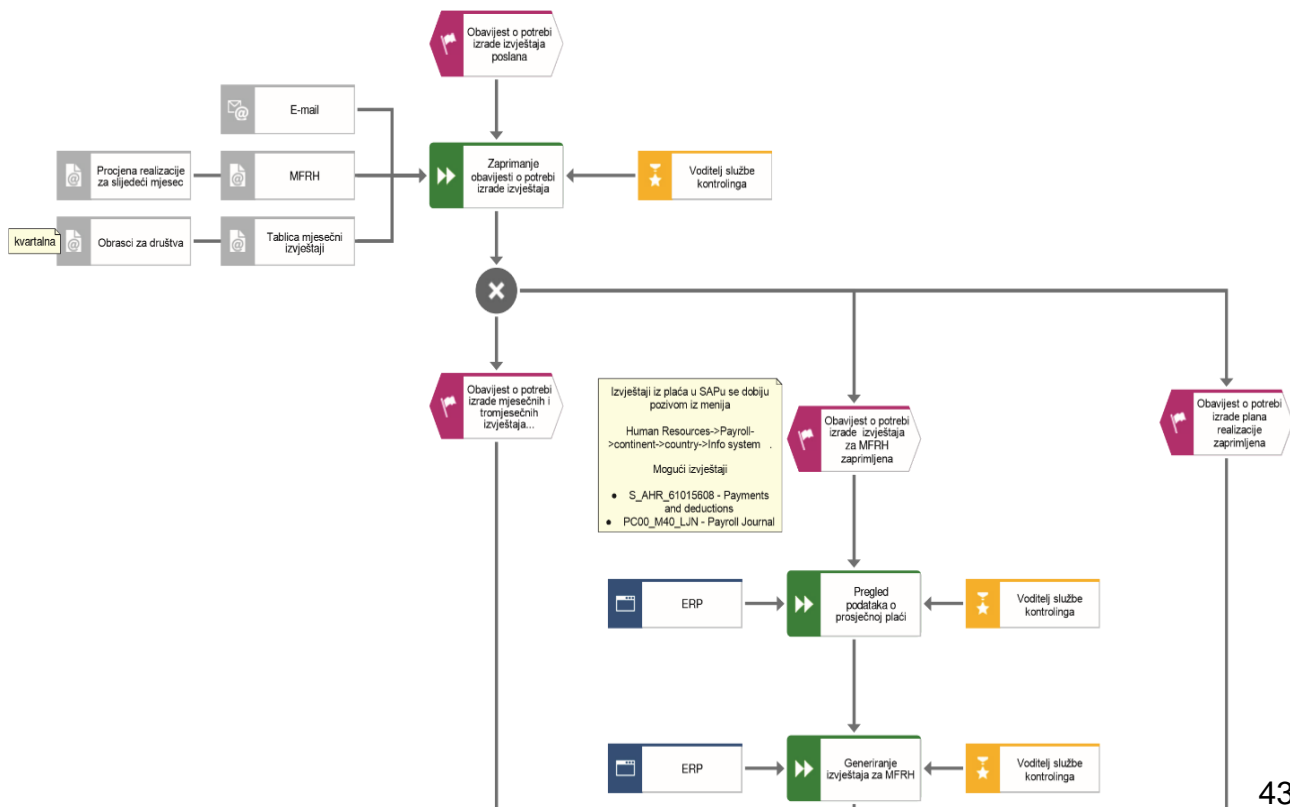 Obavijest o potrebi
izrade izvještaja
poslana
E-mail
Procjena realizacije
za slijedeći mjesec
MFRH
Zaprimanje
obavijesti o potrebi
izrade izvještaja
Voditelj službe
kontrolinga
kvartalna
Obrasci za društva
Tablica mjesečni
izvještaji
Obavijest o potrebi
izrade mjesečnih i
tromjesečnih
izvještaja...
Izvještaji iz plaća u SAPu se dobiju
pozivom iz menija
Human Resources->Payroll-
>continent->country->Info system .
Mogući izvještaji
● S_AHR_61015608 - Payments
and deductions
● PC00_M40_LJN - Payroll Journal
Obavijest o potrebi
izrade izvještaja
za MFRH
zaprimljena
Obavijest o potrebi
izrade plana
realizacije
zaprimljena
ERP
Pregled
podataka o
prosječnoj plaći
Voditelj službe
kontrolinga
ERP
Generiranje
izvještaja za MFRH
Voditelj službe
kontrolinga
43